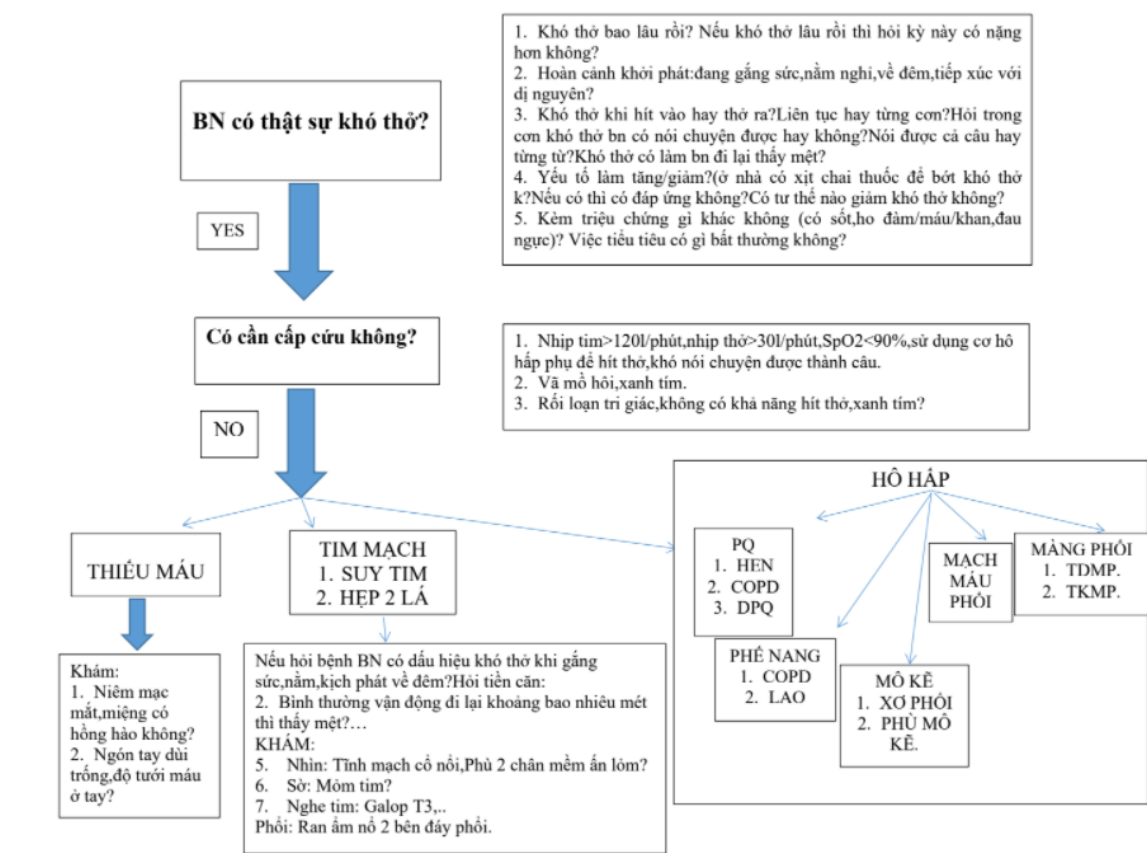 BN có thật sự khó thở?
1. Khó thở bao lâu rồi? Nếu khó thở lâu rồi thì hỏi kỳ này có nặng
hơn không?
2. Hoàn cảnh khởi phát:đang gắng sức,nằm nghỉ,về đêm,tiếp xúc với
dị nguyên?
3. Khó thở khi hít vào hay thở ra?Liên tục hay từng cơn?Hỏi trong
cơn khó thở bn có nói chuyện được hay không?Nói được cả câu hay
từng từ?Khó thở có làm bn đi lại thấy mệt?
4. Yếu tố làm tăng/giảm?(ở nhà có xịt chai thuốc để bớt khó thở
k?Nếu có thì có đáp ứng không?Có tư thế nào giảm khó thở không?
5. Kèm triệu chứng gì khác không (có sốt,ho đàm/máu/khan,đau
ngực)? Việc tiểu tiêu có gì bất thường không?
YES
Có cần cấp cứu không?
1. Nhịp tim>120l/phút,nhịp thở>30l/phút,SpO2<90%,sử dụng cơ hô
hấp phụ để hít thở,khó nói chuyện được thành câu.
2. Vã mồ hôi,xanh tím.
3. Rối loạn tri giác,không có khả năng hít thở,xanh tím?
NO
THIẾU MÁU
Khám:
1. Niêm mạc
mắt,miệng có
hồng hào không?
2. Ngón tay dùi
trống,độ tưới máu
ở tay?
TIM MẠCH
1. SUY TIM
2. HẸP 2 LÁ
Nếu hỏi bệnh BN có dấu hiệu khó thở khi gắng
sức,nằm,kịch phát về đêm?Hỏi tiền căn:
2. Bình thường vận động đi lại khoảng bao nhiêu mét
thì thấy mệt?…
KHÁM:
5. Nhìn: Tĩnh mạch cổ nổi,Phù 2 chân mềm ấn lõm?
6. Sờ: Mỏm tim?
7. Nghe tim: Galop T3,..
Phổi: Ran ẩm nổ 2 bên đáy phổi.
HÔ HẤP
PQ
1. HEN
2. COPD
3. DPQ
PHẾ NANG
1. COPD
2. LAO
MÔ KẼ
1. XƠ PHỔI
2. PHÙ MÔ
KẼ.
MẠCH
MÁU
PHỔI
MÀNG PHỔI
1. TDMP.
2. TKMP.